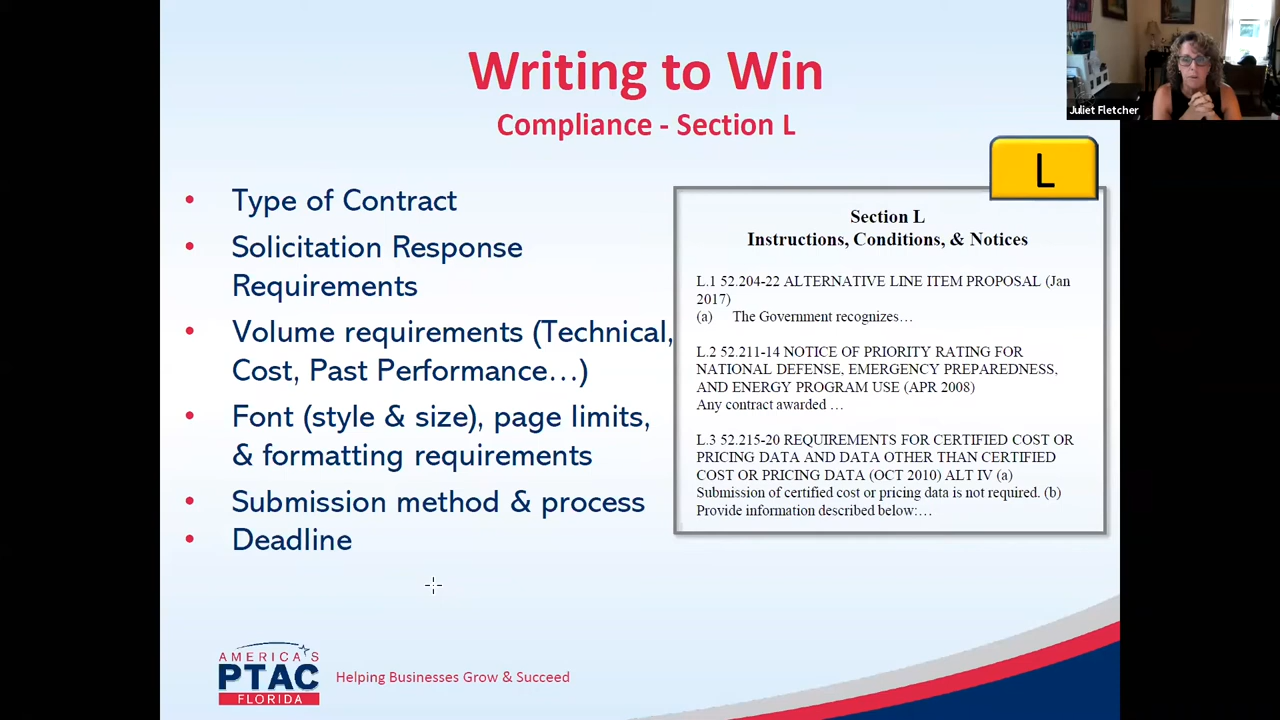 Writing to Win
Compliance - Section L
Juliet Fletcher
• Type of Contract
• Solicitation Response
Requirements
• Volume requirements (Technical,
Cost, Past Performance…)
• Font (style & size), page limits,
& formatting requirements
• Submission method & process
• Deadline
L
Section L
Instructions, Conditions, & Notices
L.1 52.204-22 ALTERNATIVE LINE ITEM PROPOSAL (Jan
2017)
(a) The Government recognizes…
L.2 52.211-14 NOTICE OF PRIORITY RATING FOR
NATIONAL DEFENSE, EMERGENCY PREPAREDNESS,
AND ENERGY PROGRAM USE (APR 2008)
Any contract awarded …
L.3 52.215-20 REQUIREMENTS FOR CERTIFIED COST OR
PRICING DATA AND DATA OTHER THAN CERTIFIED
COST OR PRICING DATA (OCT 2010) ALT IV (a)
Submission of certified cost or pricing data is not required. (b)
Provide information described below:…
AMERICA'S
PTAC
FLORIDA
Helping Businesses Grow & Succeed